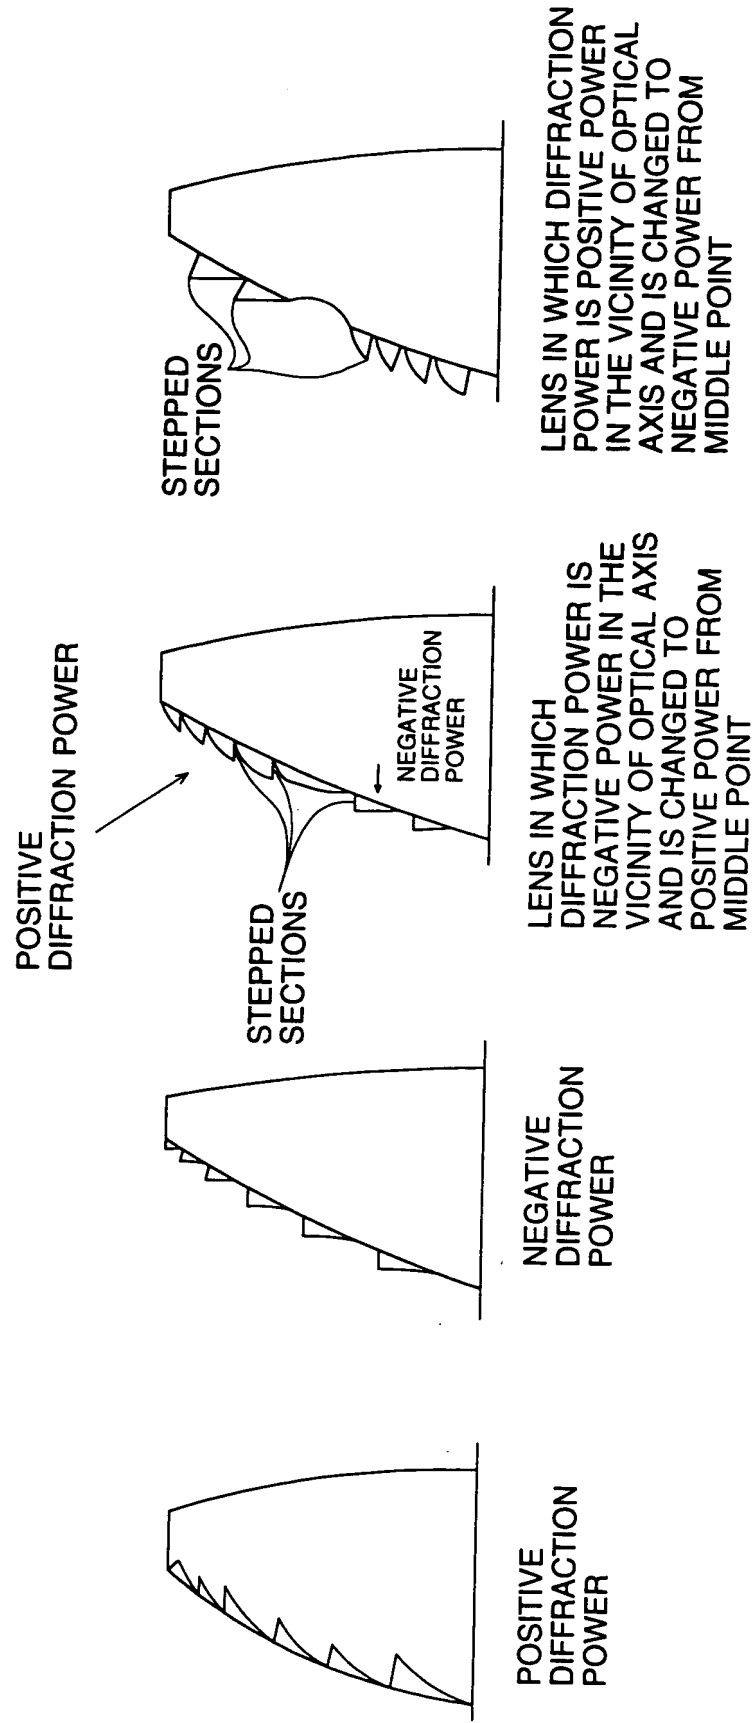 POSITIVE
DIFFRACTION
POWER
NEGATIVE
DIFFRACTION
POWER
POSITIVE
DIFFRACTION POWER
STEPPED
SECTIONS
NEGATIVE
DIFFRACTION
POWER
LENS IN WHICH
DIFFRACTION POWER IS
NEGATIVE POWER IN THE
VICINITY OF OPTICAL AXIS
AND IS CHANGED TO
POSITIVE POWER FROM
MIDDLE POINT
STEPPED
SECTIONS
LENS IN WHICH DIFFRACTION
POWER IS POSITIVE POWER
IN THE VICINITY OF OPTICAL
AXIS AND IS CHANGED TO
NEGATIVE POWER FROM
MIDDLE POINT